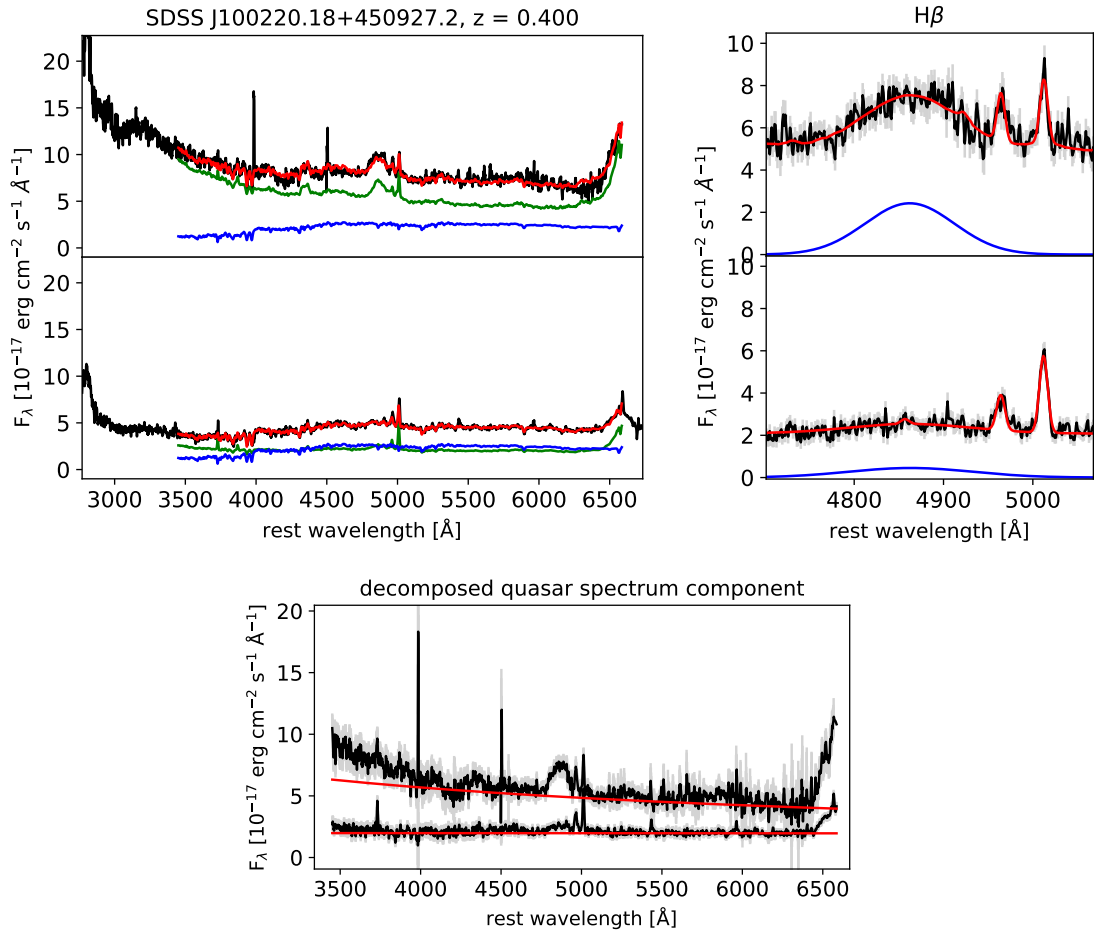 SDSS J100220.18+450927.2, z = 0.400
Hβ
20
15
10
5
0
20
15
10
5
0
F_λ [10⁻¹⁷ erg cm⁻² s⁻¹ Å⁻¹]
3000 3500 4000 4500 5000 5500 6000 6500
rest wavelength [Å]
10
8
6
4
2
0
10
8
6
4
2
0
F_λ [10⁻¹⁷ erg cm⁻² s⁻¹ Å⁻¹]
4800 4900 5000
rest wavelength [Å]
decomposed quasar spectrum component
20
15
10
5
0
F_λ [10⁻¹⁷ erg cm⁻² s⁻¹ Å⁻¹]
3500 4000 4500 5000 5500 6000 6500
rest wavelength [Å]